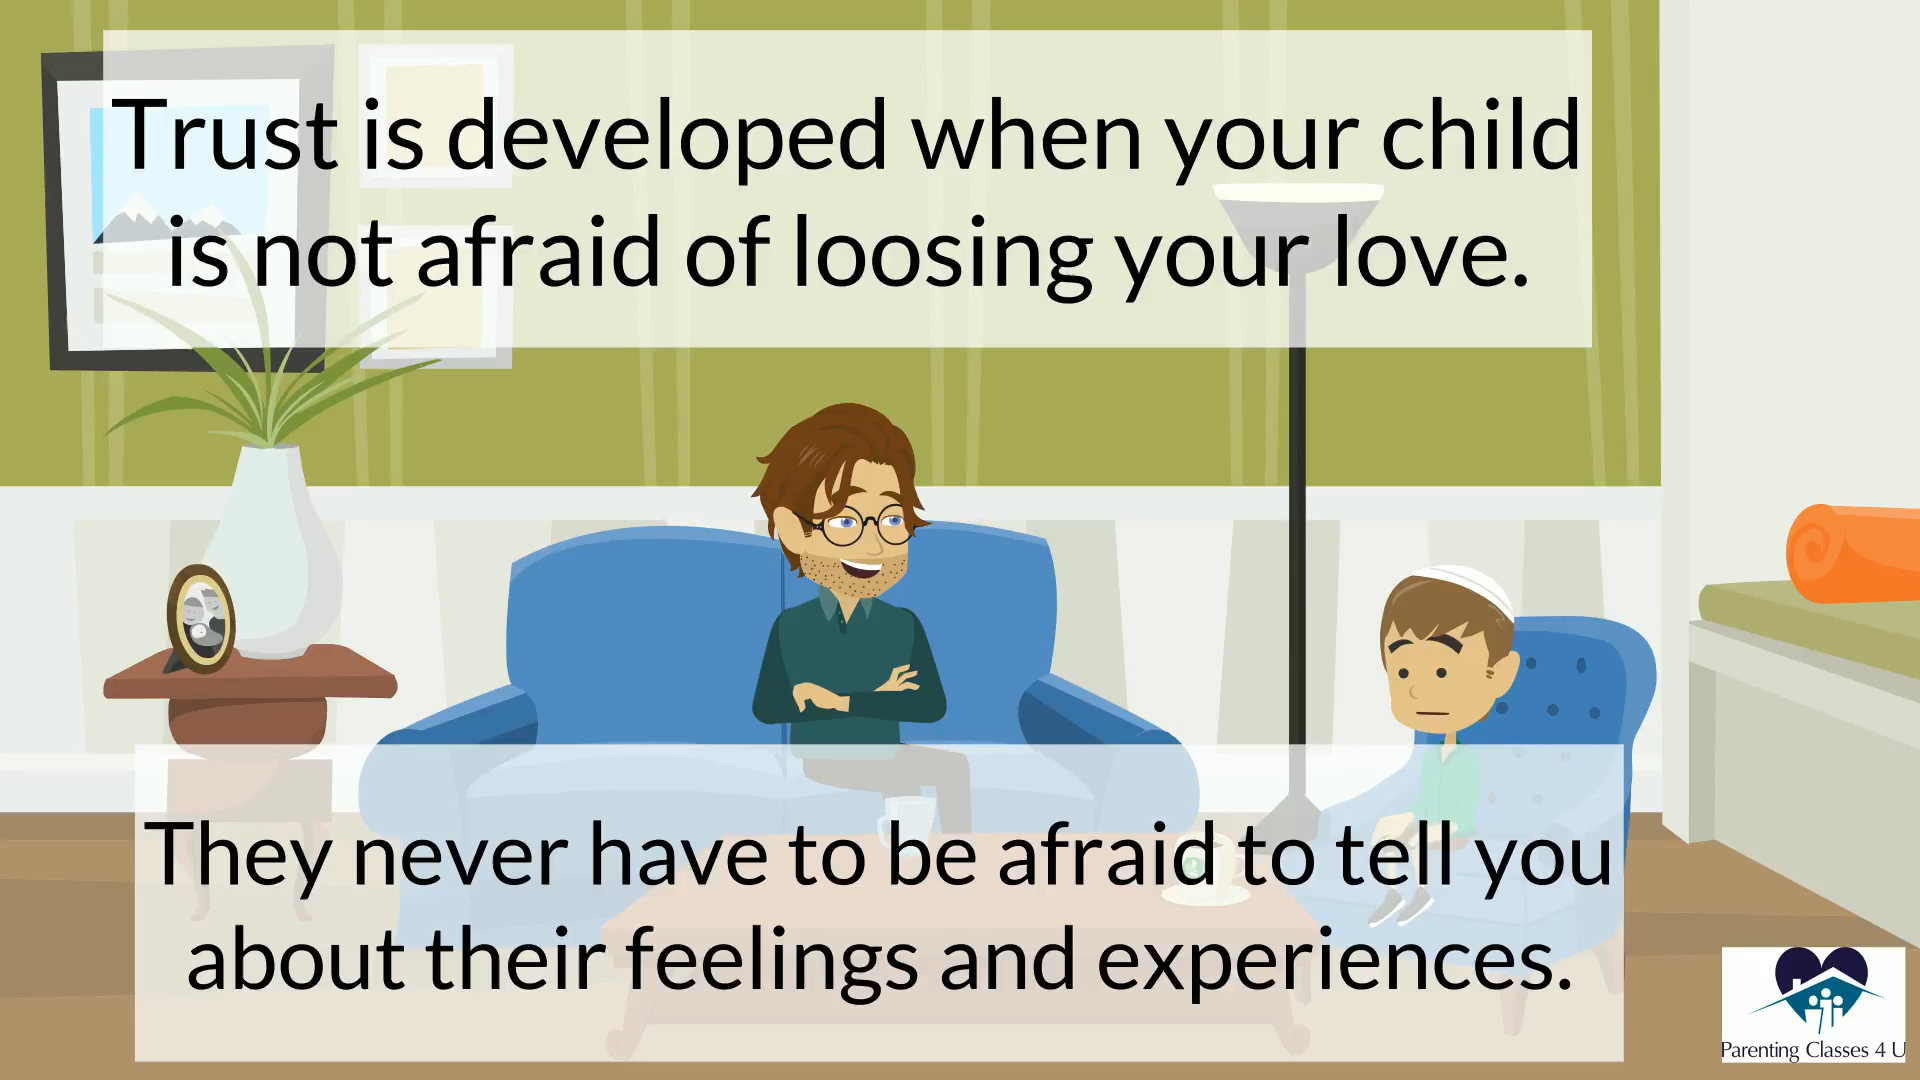 Trust is developed when your child
is not afraid of loosing your love.
They never have to be afraid to tell you
about their feelings and experiences.
Parenting Classes 4 U